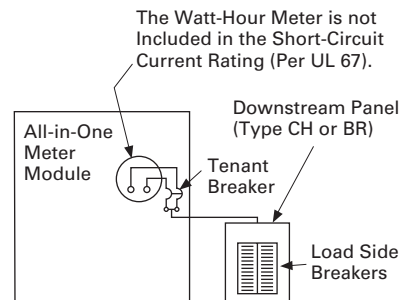 The Watt-Hour Meter is not
Included in the Short-Circuit
Current Rating (Per UL 67).
Downstream Panel
(Type CH or BR)
All-in-One
Meter
Module
Tenant
Breaker
Load Side
Breakers